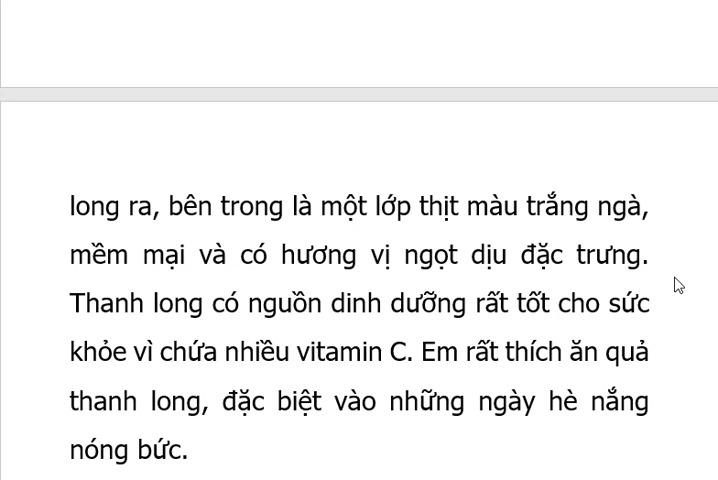 long ra, bên trong là một lớp thịt màu trắng ngà,
mềm mại và có hương vị ngọt dịu đặc trưng.
Thanh long có nguồn dinh dưỡng rất tốt cho sức
khỏe vì chứa nhiều vitamin C. Em rất thích ăn quả
thanh long, đặc biệt vào những ngày hè nắng
nóng bức.